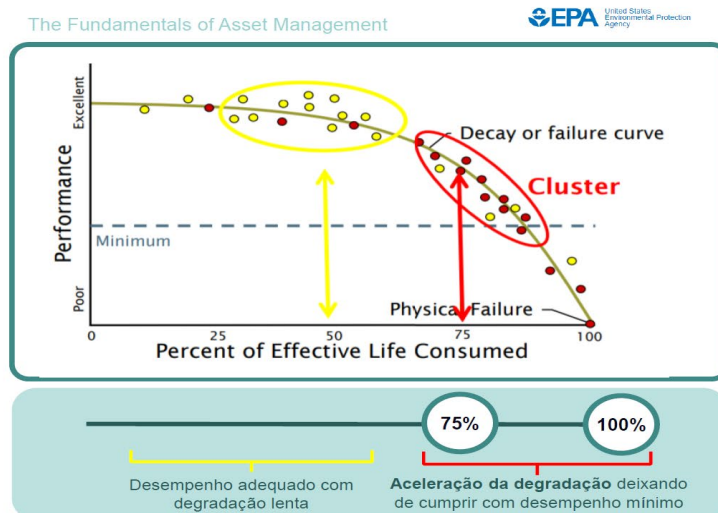 The Fundamentals of Asset Management
EPA
United States
Environmental Protection
Agency
Excellent
Performance
Poor
Decay or failure curve
Cluster
Minimum
Physical Failure
0
25
50
75
100
Percent of Effective Life Consumed
75%
100%
Desempenho adequado com
degradação lenta
Aceleração da degradação deixando
de cumprir com desempenho mínimo